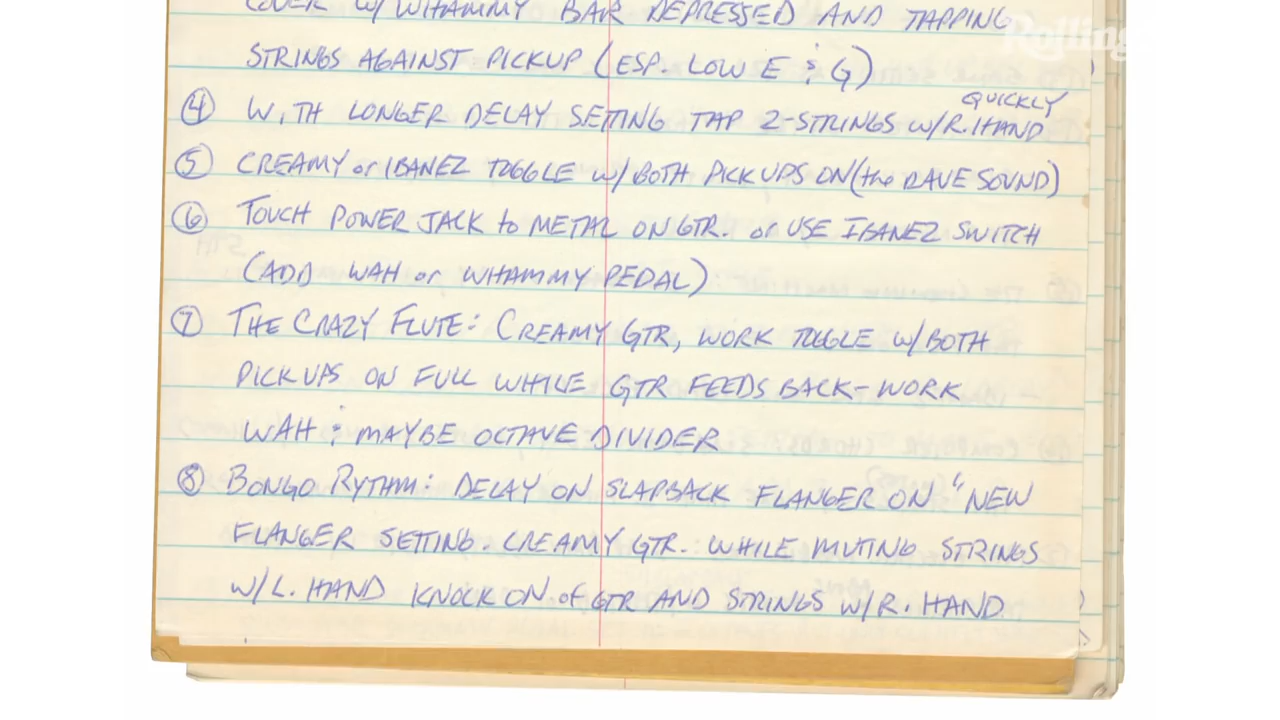 COVER W/ WHAMMY BAR DEPRESSED AND TAPPING
Rolling
STRINGS AGAINST PICKUP (ESP. LOW E & G)
QUICKLY
④ WITH LONGER DELAY SETTING TAP 2-STRINGS W/R. HAND
⑤ CREAMY or IBANEZ TOGGLE W/ BOTH PICKUPS ON (the RAVE SOUND)
⑥ TOUCH POWER JACK to METAL ON GTR. or USE IBANEZ SWITCH
(ADD WAH or WHAMMY PEDAL)
⑦ THE CRAZY FLUTE: CREAMY GTR, WORK TOGGLE W/ BOTH
PICKUPS ON FULL WHILE GTR FEEDS BACK-WORK
WAH & MAYBE OCTAVE DIVIDER
⑧ BONGO RYTHM: DELAY ON SLAPBACK FLANGER ON "NEW
FLANGER SETTING. CREAMY GTR. WHILE MUTING STRINGS
W/L. HAND KNOCK ON of GTR AND STRINGS W/R. HAND